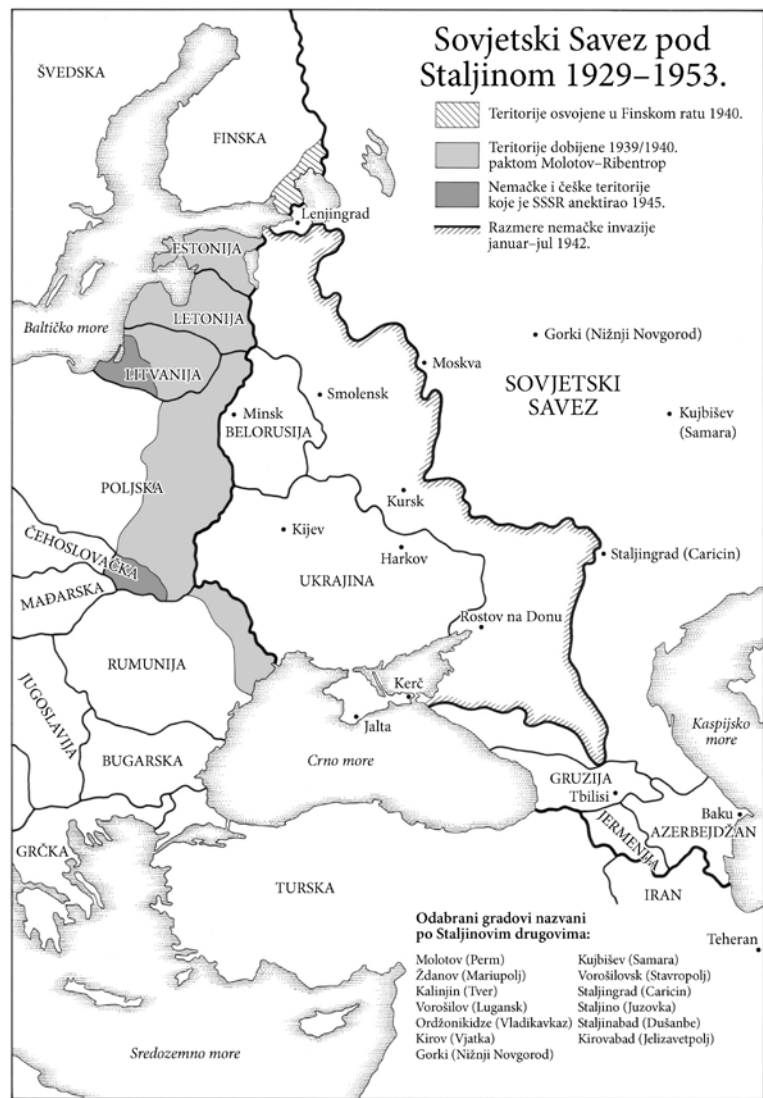 Sovjetski Savez pod
Staljinom 1929–1953.
Teritorije osvojene u Finskom ratu 1940.
Teritorije dobijene 1939/1940.
paktom Molotov–Ribentrop
Nemačke i češke teritorije
koje je SSSR anektirao 1945.
Razmere nemačke invazije
januar–jul 1942.
ŠVEDSKA
FINSKA
Lenjingrad
ESTONIJA
Baltičko more
LETONIJA
Gorki (Nižnji Novgorod)
LITVANIJA
Moskva
SOVJETSKI
SAVEZ
Smolensk
Minsk
BELORUSIJA
Kujbišev
(Samara)
POLJSKA
Kursk
Kijev
ČEHOSLOVAČKA
Harkov
Staljingrad (Caricin)
UKRAJINA
MAĐARSKA
Rostov na Donu
RUMUNIJA
JUGOSLAVIJA
Kerč
Jalta
Kaspijsko
more
BUGARSKA
Crno more
GRUZIJA
Tbilisi
Baku
AZERBEJDŽAN
JERMENIJA
GRČKA
TURSKA
IRAN
Teheran
Sredozemno more
Odabrani gradovi nazvani
po Staljinovim drugovima:
Molotov (Perm)
Ždanov (Mariupolj)
Kalinjin (Tver)
Vorošilov (Lugansk)
Ordžonikidze (Vladikavkaz)
Kirov (Vjatka)
Gorki (Nižnji Novgorod)
Kujbišev (Samara)
Vorošilovsk (Stavropolj)
Staljingrad (Caricin)
Staljino (Juzovka)
Staljinabad (Dušanbe)
Kirovabad (Jelizavetpolj)